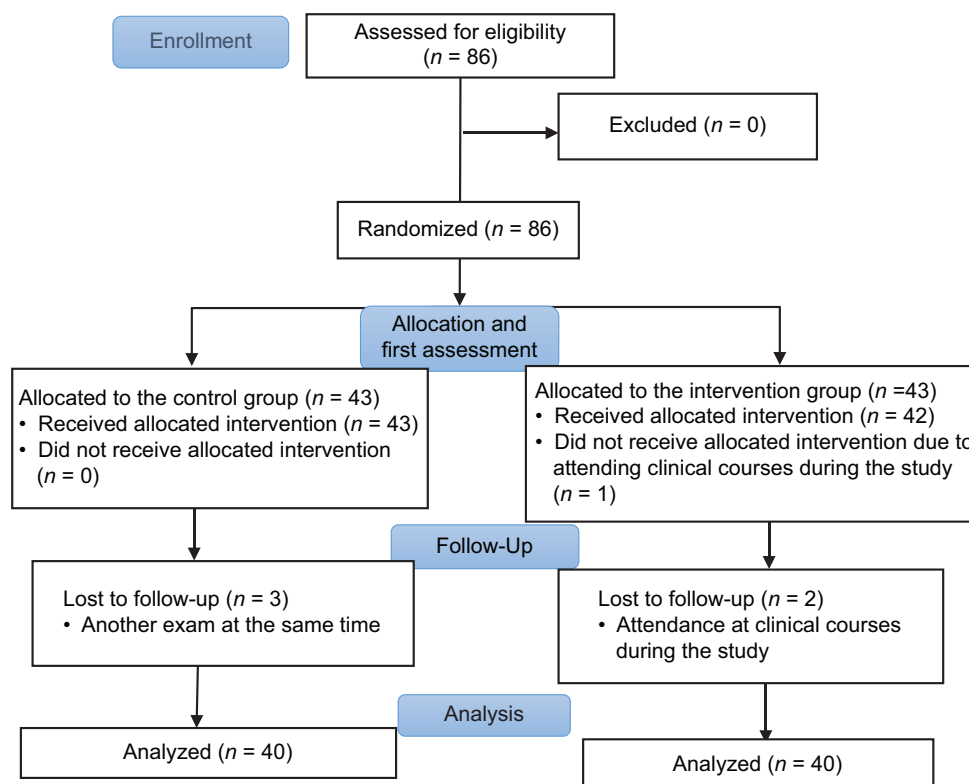 Enrollment
Assessed for eligibility
(n = 86)
Excluded (n = 0)
Randomized (n = 86)
Allocation and
first assessment
Allocated to the control group (n = 43)
• Received allocated intervention (n = 43)
• Did not receive allocated intervention
(n = 0)
Allocated to the intervention group (n =43)
• Received allocated intervention (n = 42)
• Did not receive allocated intervention due to
attending clinical courses during the study
(n = 1)
Follow-Up
Lost to follow-up (n = 3)
• Another exam at the same time
Lost to follow-up (n = 2)
• Attendance at clinical courses
during the study
Analysis
Analyzed (n = 40)
Analyzed (n = 40)